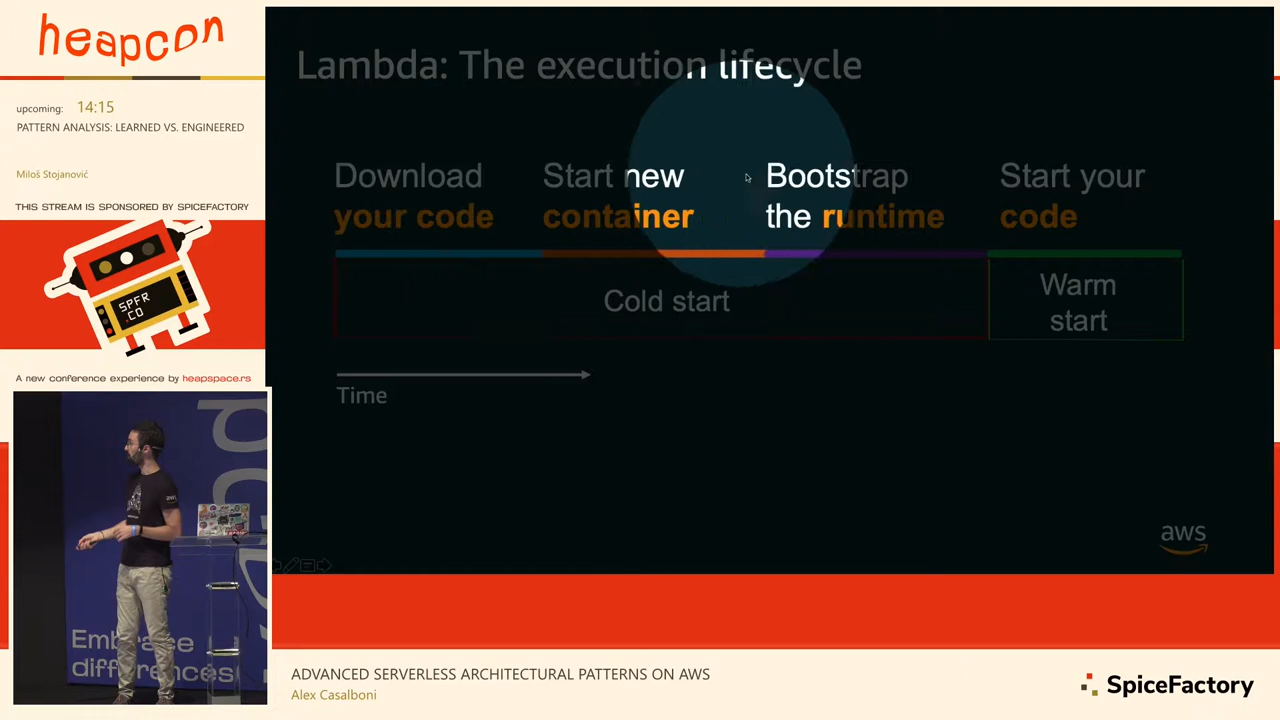 heapcon
upcoming: 14:15
PATTERN ANALYSIS: LEARNED VS. ENGINEERED
Miloš Stojanović
THIS STREAM IS SPONSORED BY SPICEFACTORY
SPFR
.CO
A new conference experience by heapspace.rs
Lambda: The execution lifecycle
Download
your code
Start new
container
Bootstrap
the runtime
Start your
code
Cold start
Warm
start
Time
aws
aws
Embrace
differences
ADVANCED SERVERLESS ARCHITECTURAL PATTERNS ON AWS
Alex Casalboni
SpiceFactory